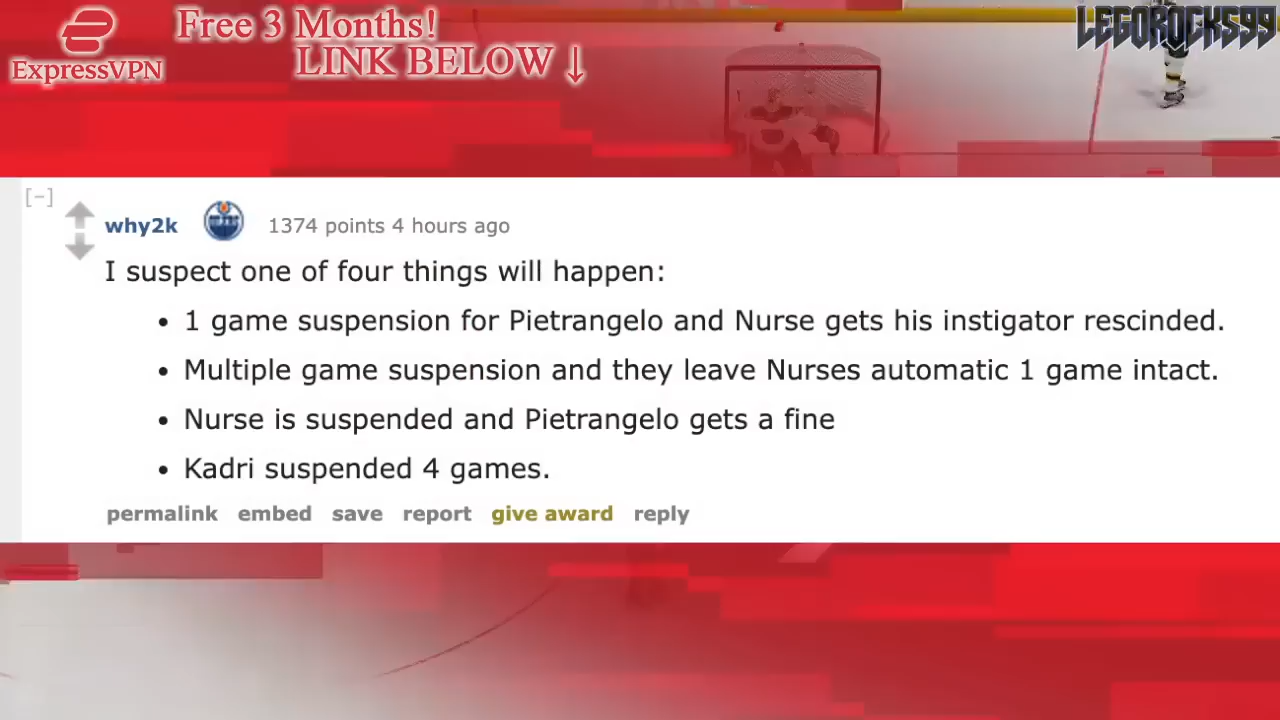 Free 3 Months!
LINK BELOW ↓
ExpressVPN
LEGOROCKS99
[−]
why2k 1374 points 4 hours ago
I suspect one of four things will happen:
• 1 game suspension for Pietrangelo and Nurse gets his instigator rescinded.
• Multiple game suspension and they leave Nurses automatic 1 game intact.
• Nurse is suspended and Pietrangelo gets a fine
• Kadri suspended 4 games.
permalink embed save report give award reply